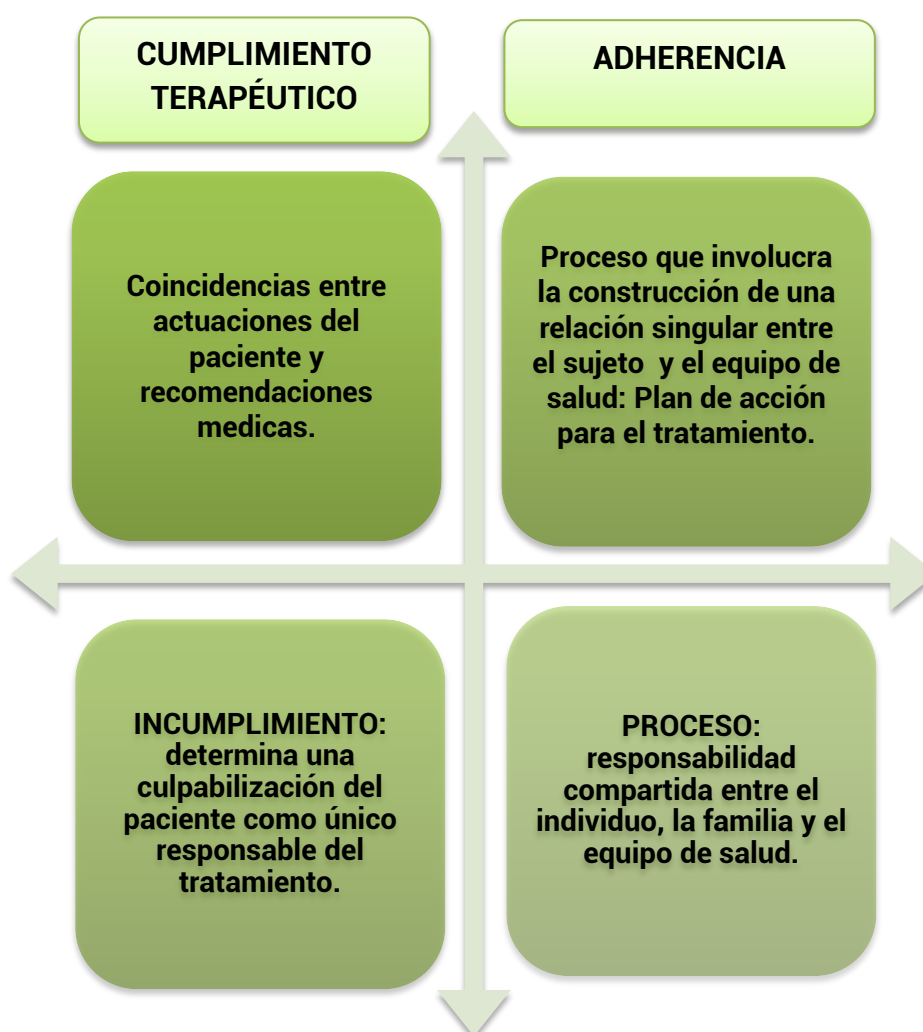 CUMPLIMIENTO
TERAPÉUTICO
ADHERENCIA
Coincidencias entre
actuaciones del
paciente y
recomendaciones
medicas.
Proceso que involucra
la construcción de una
relación singular entre
el sujeto y el equipo de
salud: Plan de acción
para el tratamiento.
INCUMPLIMIENTO:
determina una
culpabilización del
paciente como único
responsable del
tratamiento.
PROCESO:
responsabilidad
compartida entre el
individuo, la familia y el
equipo de salud.